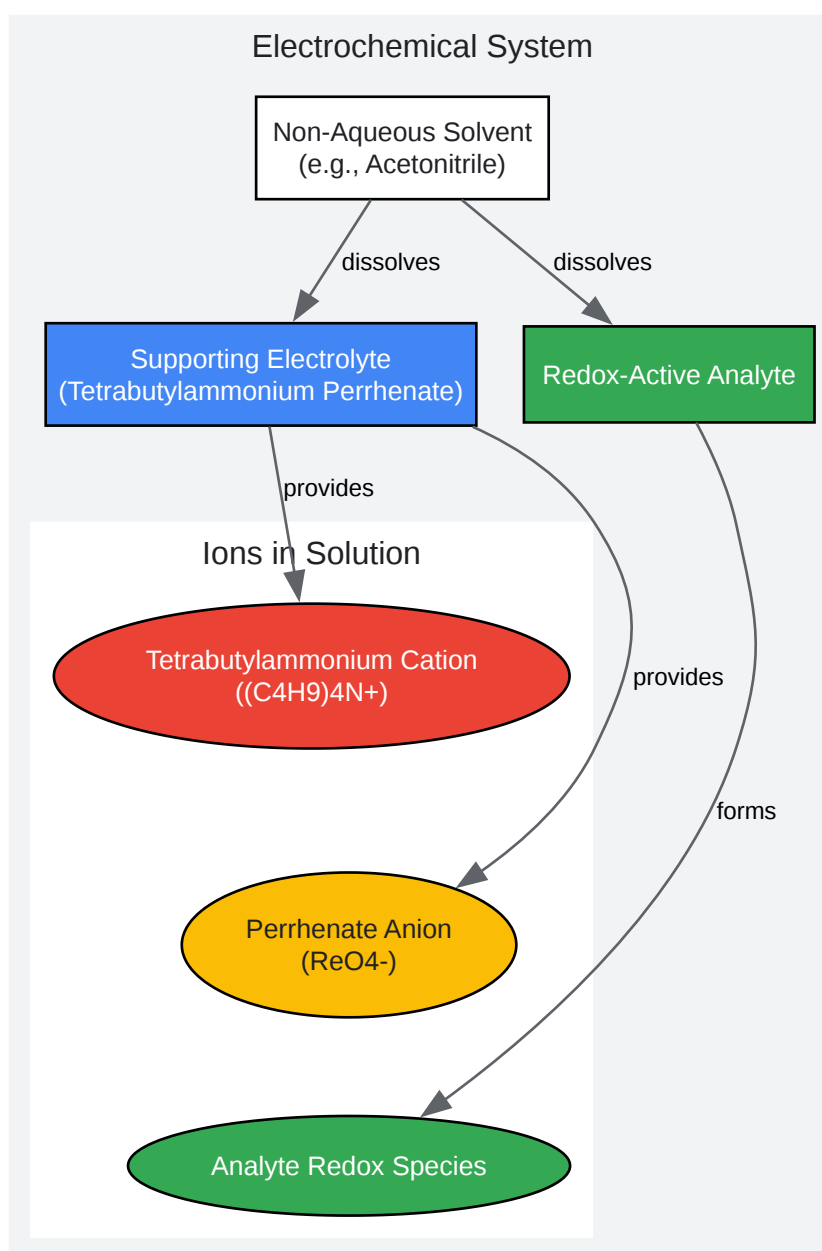 Electrochemical System
Non-Aqueous Solvent
(e.g., Acetonitrile)
dissolves
dissolves
Supporting Electrolyte
(Tetrabutylammonium Perrhenate)
Redox-Active Analyte
provides
Ions in Solution
Tetrabutylammonium Cation
((C4H9)4N+)
provides
forms
Perrhenate Anion
(ReO4-)
Analyte Redox Species